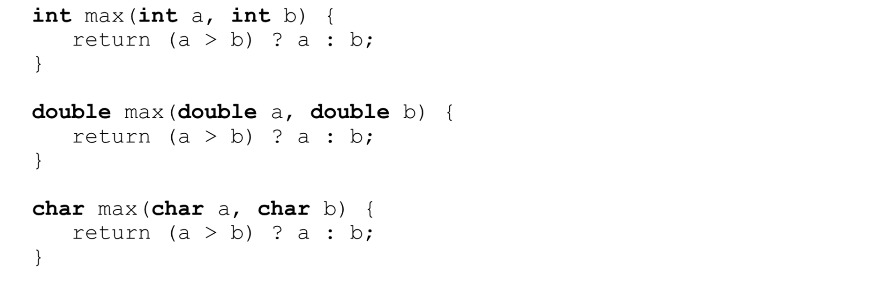 int max(int a, int b) {
   return (a > b) ? a : b;
}

double max(double a, double b) {
   return (a > b) ? a : b;
}

char max(char a, char b) {
   return (a > b) ? a : b;
}